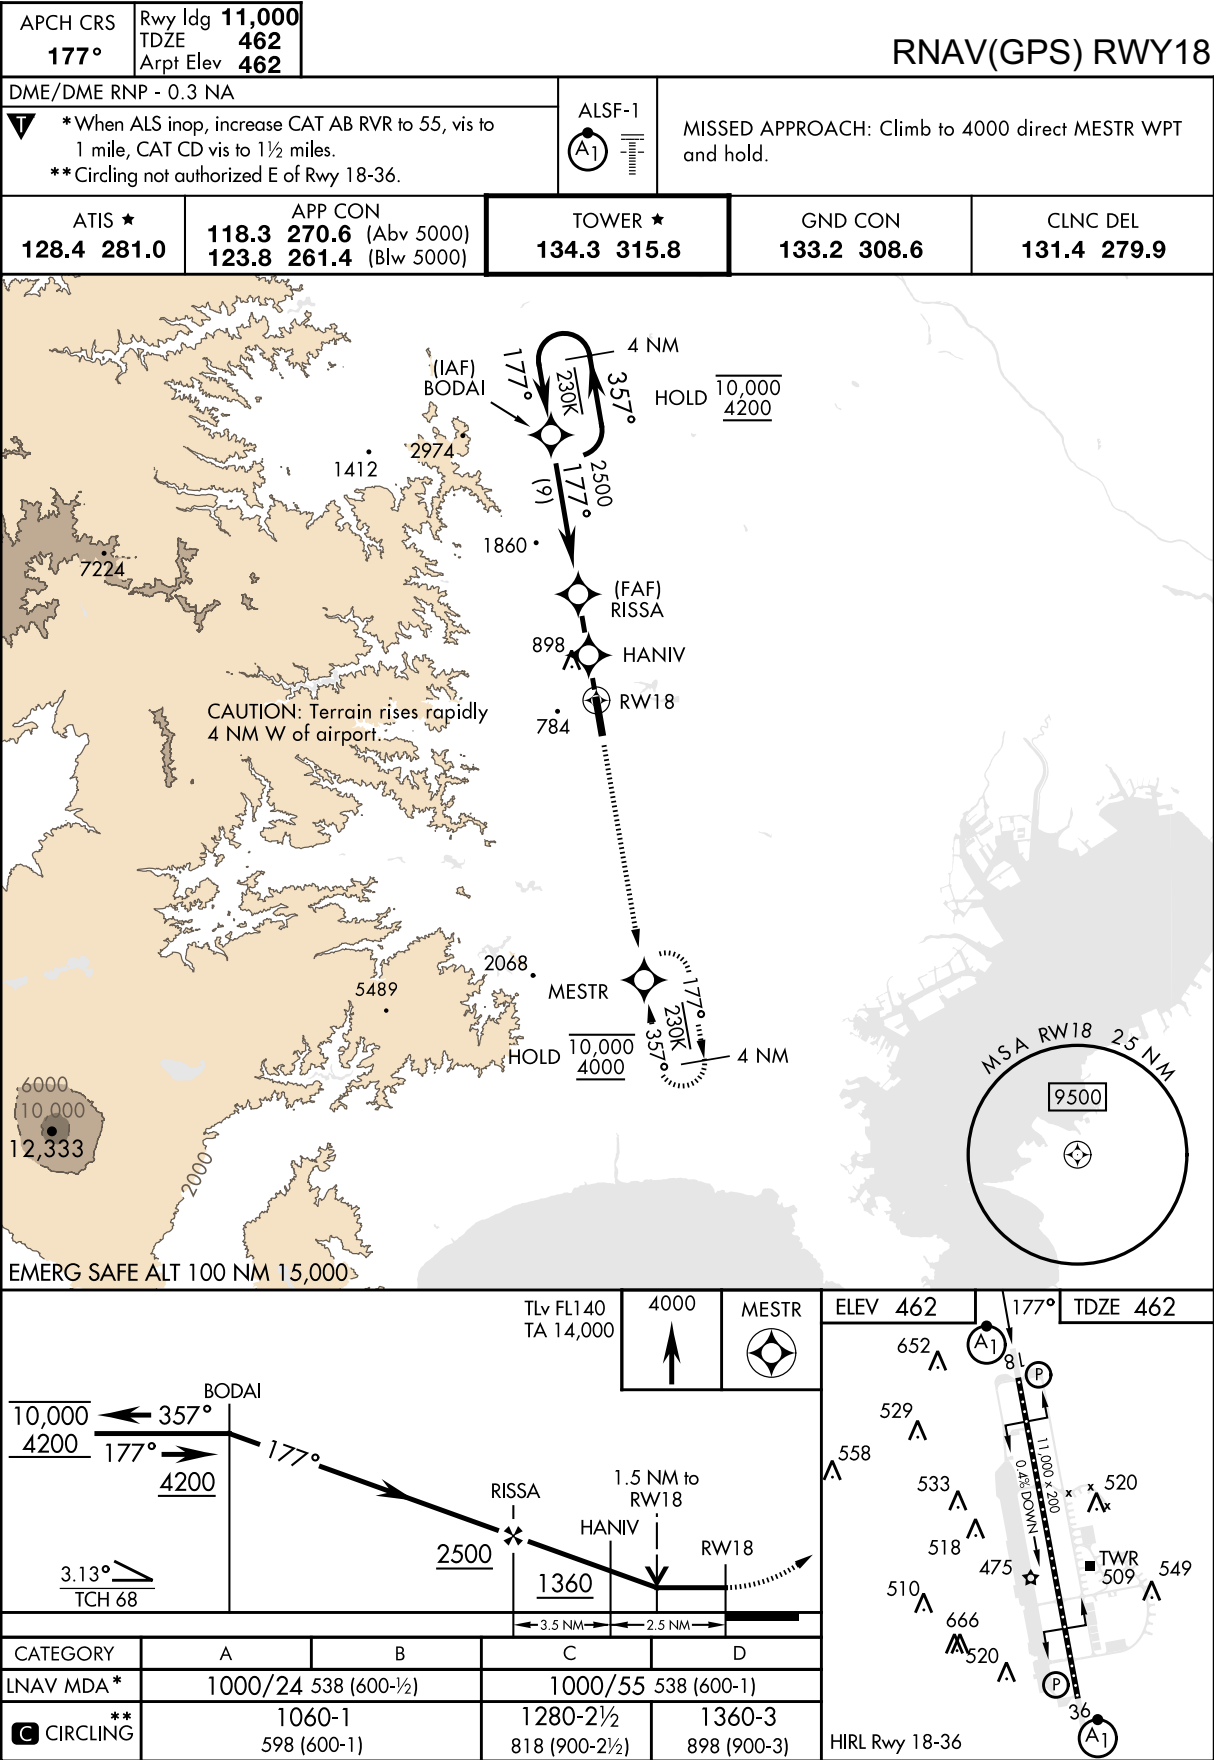 APCH CRS
177°
Rwy ldg 11,000
TDZE 462
Arpt Elev 462
RNAV(GPS) RWY18
DME/DME RNP - 0.3 NA
T
*When ALS inop, increase CAT AB RVR to 55, vis to
1 mile, CAT CD vis to 1½ miles.
**Circling not authorized E of Rwy 18-36.
ALSF-1
A1
MISSED APPROACH: Climb to 4000 direct MESTR WPT
and hold.
ATIS ★
128.4 281.0
APP CON
118.3 270.6 (Abv 5000)
123.8 261.4 (Blw 5000)
TOWER ★
134.3 315.8
GND CON
133.2 308.6
CLNC DEL
131.4 279.9
4 NM
(IAF)
BODAI
177°
230K
357°
HOLD 10,000
4200
2974
1412
2500
177°
(9)
1860
7224
(FAF)
RISSA
898
HANIV
RW18
784
CAUTION: Terrain rises rapidly
4 NM W of airport.
2068
MESTR
5489
177°
230K
357°
HOLD 10,000
4000
4 NM
MSA RW18 25 NM
9500
6000
10 000
12,333
2000
EMERG SAFE ALT 100 NM 15,000
TLv FL140
TA 14,000
4000
MESTR
BODAI
10,000
4200
357°
177°
4200
177°
RISSA
2500
HANIV
1360
1.5 NM to
RW18
RW18
3.13°
TCH 68
3.5 NM
2.5 NM
CATEGORY A B C D
LNAV MDA* 1000/24 538 (600-½) 1000/55 538 (600-1)
C CIRCLING** 1060-1 1280-2½ 1360-3
598 (600-1) 818 (900-2½) 898 (900-3)
ELEV 462
177°
TDZE 462
A1
652
18
P
529
558
11,000 x 200
0.4% DOWN
533
x x 520
x
518
475
TWR
509
549
510
666
520
P
36
A1
HIRL Rwy 18-36